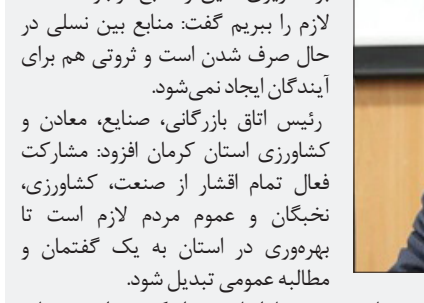 لازم را ببریم گفت: منابع بین نسلی در
حال صرف شدن است و ثروتی هم برای
آیندگان ایجاد نمی‌شود.
رئیس اتاق بازرگانی، صنایع، معادن و
کشاورزی استان کرمان افزود: مشارکت
فعال تمام اقشار از صنعت، کشاورزی،
نخبگان و عموم مردم لازم است تا
بهره‌وری در استان به یک گفتمان و
مطالبه عمومی تبدیل شود.